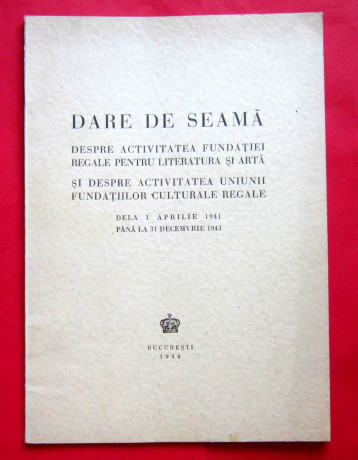 DARE DE SEAMĂ
DESPRE ACTIVITATEA FUNDAȚIEI
REGALE PENTRU LITERATURA ȘI ARTĂ
ȘI DESPRE ACTIVITATEA UNIUNII
FUNDAȚIILOR CULTURALE REGALE
DELA 1 APRILIE 1941
PÂNĂ LA 31 DECEMVRIE 1943
BUCUREȘTI
1944